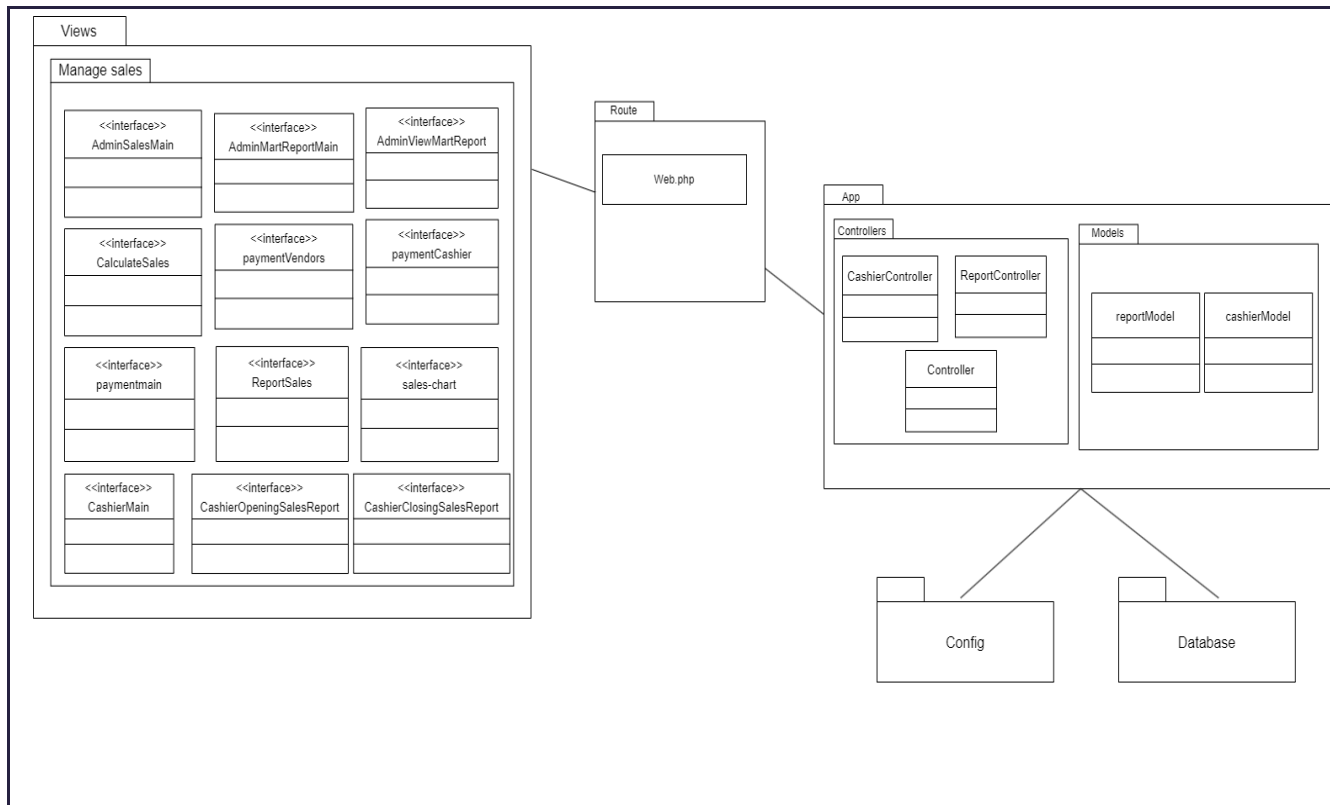 Views
Manage sales
<<interface>>
AdminSalesMain
<<interface>>
AdminMartReportMain
<<interface>>
AdminViewMartReport
<<interface>>
CalculateSales
<<interface>>
paymentVendors
<<interface>>
paymentCashier
<<interface>>
paymentmain
<<interface>>
ReportSales
<<interface>>
sales-chart
<<interface>>
CashierMain
<<interface>>
CashierOpeningSalesReport
<<interface>>
CashierClosingSalesReport
Route
Web.php
App
Controllers
CashierController
ReportController
Controller
Models
reportModel
cashierModel
Config
Database